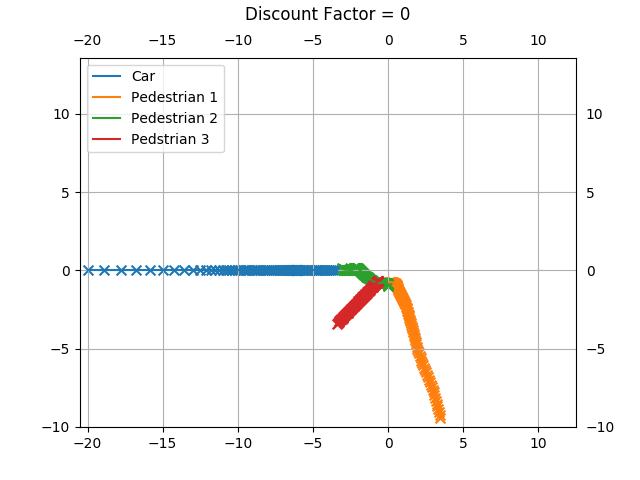 Discount Factor = 0
−20 −15 −10 −5 0 5 10
Car
Pedestrian 1
Pedestrian 2
Pedstrian 3
10 10
5 5
0 0
−5 −5
−10 −10
−20 −15 −10 −5 0 5 10